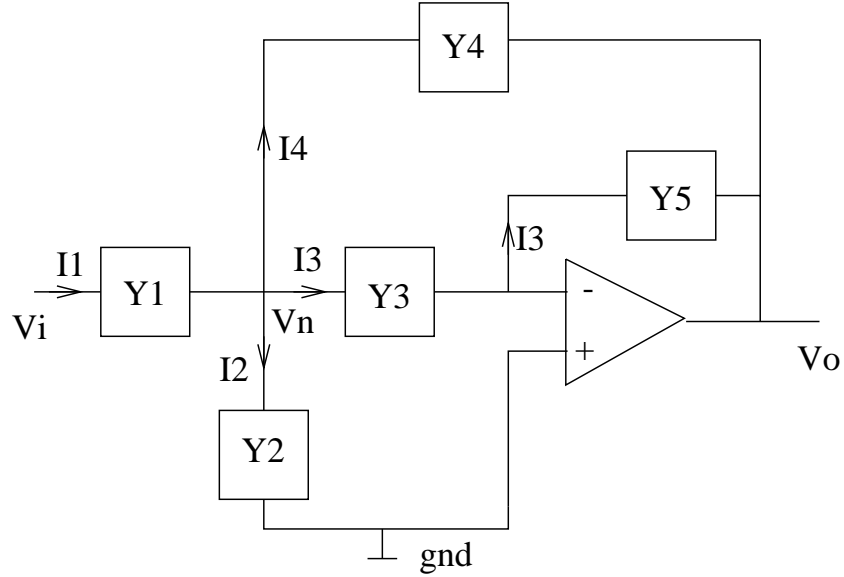 Y4
I4
Y5
I3
I1
Y1
I3
Y3
-
Vi
Vn
I2
+
Vo
Y2
gnd